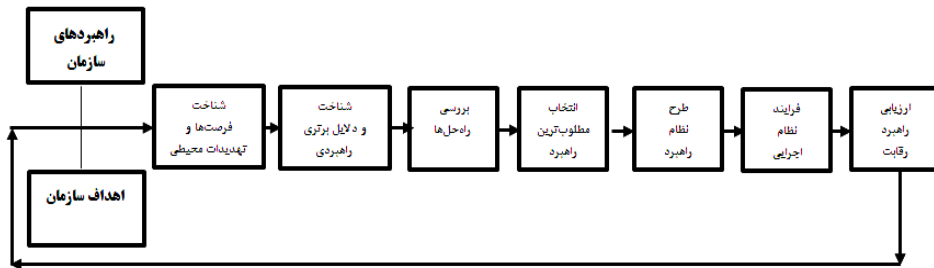 راهبردهای
سازمان
شناخت
فرصت‌ها و
تهدیدات محیطی
شناخت
و دلایل برتری
راهبردی
بررسی
راه‌حل‌ها
انتخاب
مطلوب‌ترین
راهبرد
طرح
نظام
راهبرد
فرایند
نظام
اجرایی
ارزیابی
راهبرد
رقابت
اهداف سازمان